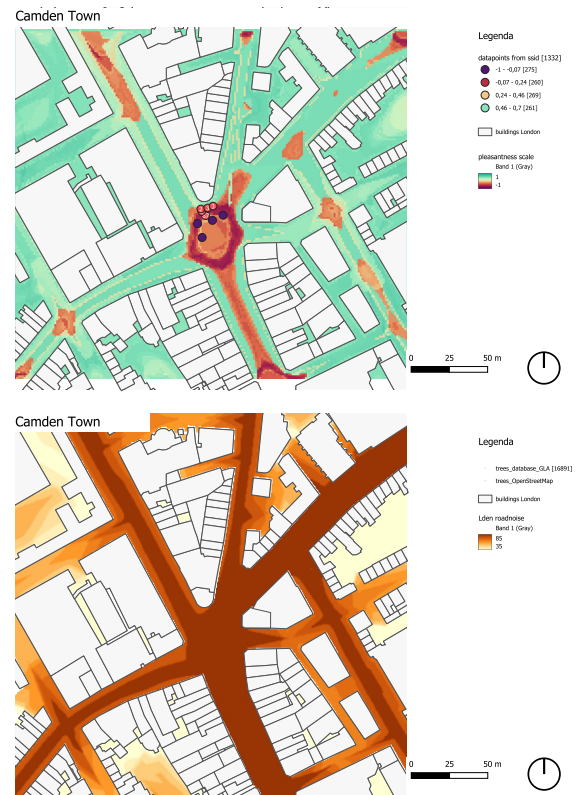 Camden Town
Legenda
datapoints from ssid [1332]
-1 - -0,07 [275]
-0,07 - 0,24 [260]
0,24 - 0,46 [269]
0,46 - 0,7 [261]
buildings London
pleasantness scale
Band 1 (Gray)
1
-1
0 25 50 m
Camden Town
Legenda
trees_database_GLA [16891]
trees_OpenStreetMap
buildings London
Lden roadnoise
Band 1 (Gray)
85
35
0 25 50 m